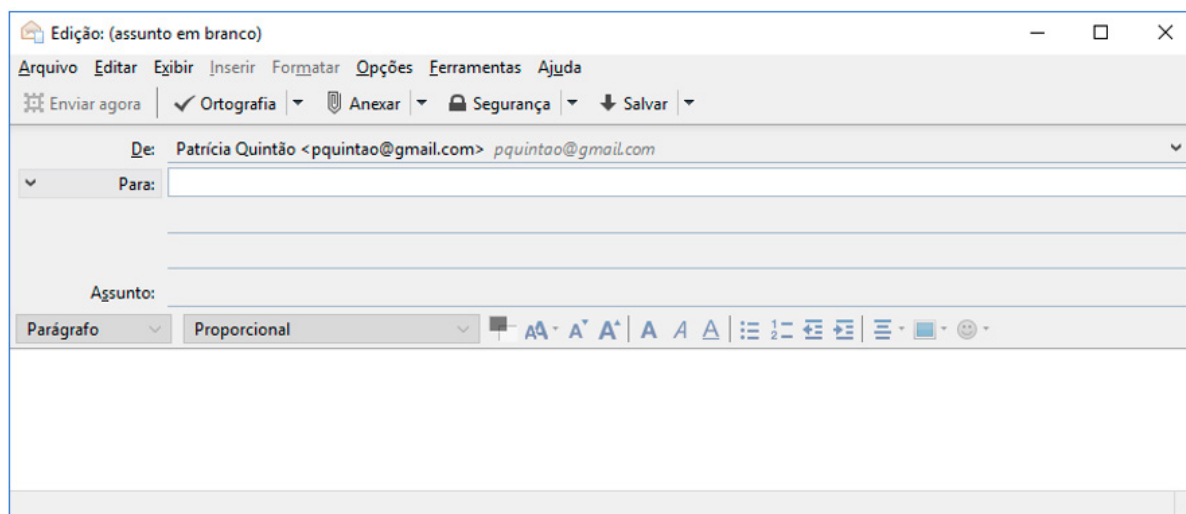 Edição: (assunto em branco)
Arquivo Editar Exibir Inserir Formatar Opções Ferramentas Ajuda
Enviar agora Ortografia Anexar Segurança Salvar
De: Patrícia Quintão <pquintao@gmail.com> pquintao@gmail.com
Para:
Assunto:
Parágrafo Proporcional